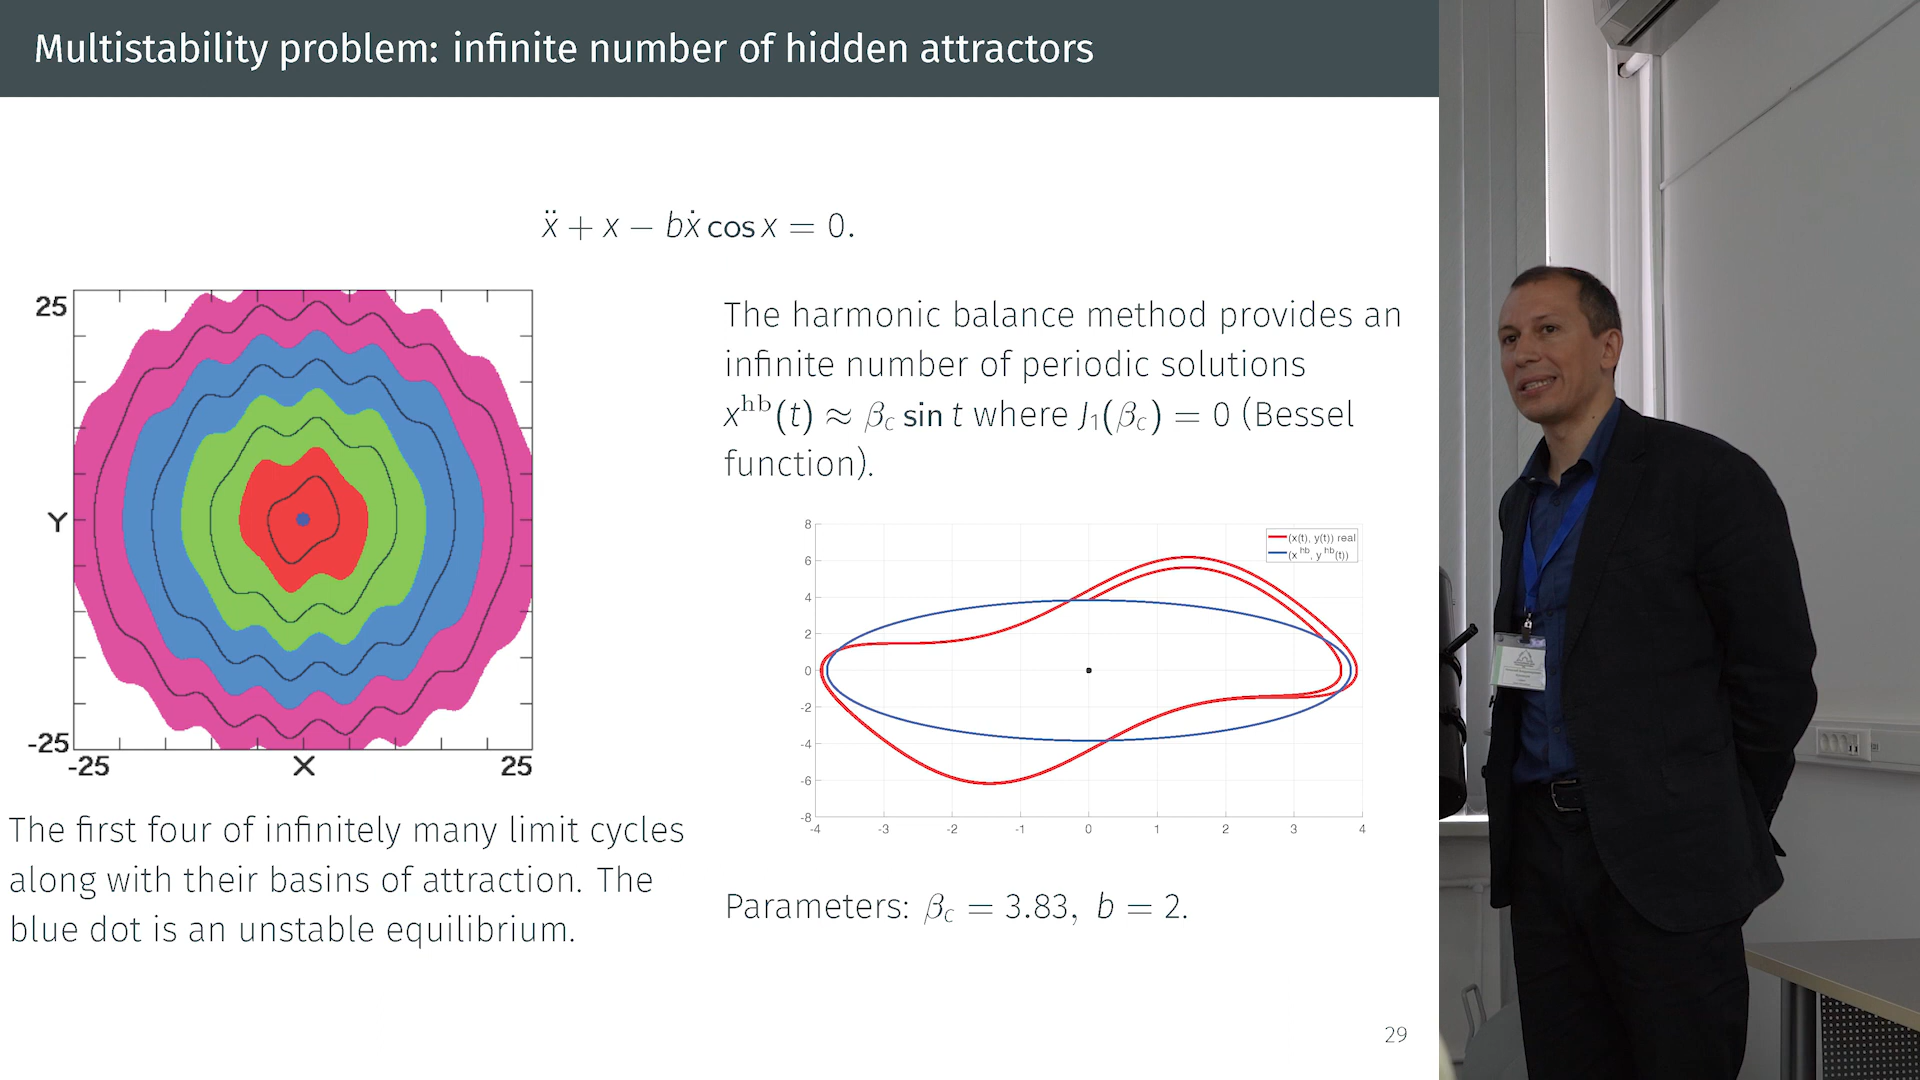 Multistability problem: infinite number of hidden attractors
ẍ + x − bẋ cos x = 0.
25
Y
-25
-25
X
25
The first four of infinitely many limit cycles
along with their basins of attraction. The
blue dot is an unstable equilibrium.
The harmonic balance method provides an
infinite number of periodic solutions
xʰᵇ(t) ≈ β_c sin t where J₁(β_c) = 0 (Bessel
function).
(x(t), y(t)) real
(x ʰᵇ, y ʰᵇ(t))
8
6
4
2
0
-2
-4
-6
-8
-4 -3 -2 -1 0 1 2 3 4
Parameters: β_c = 3.83, b = 2.
29